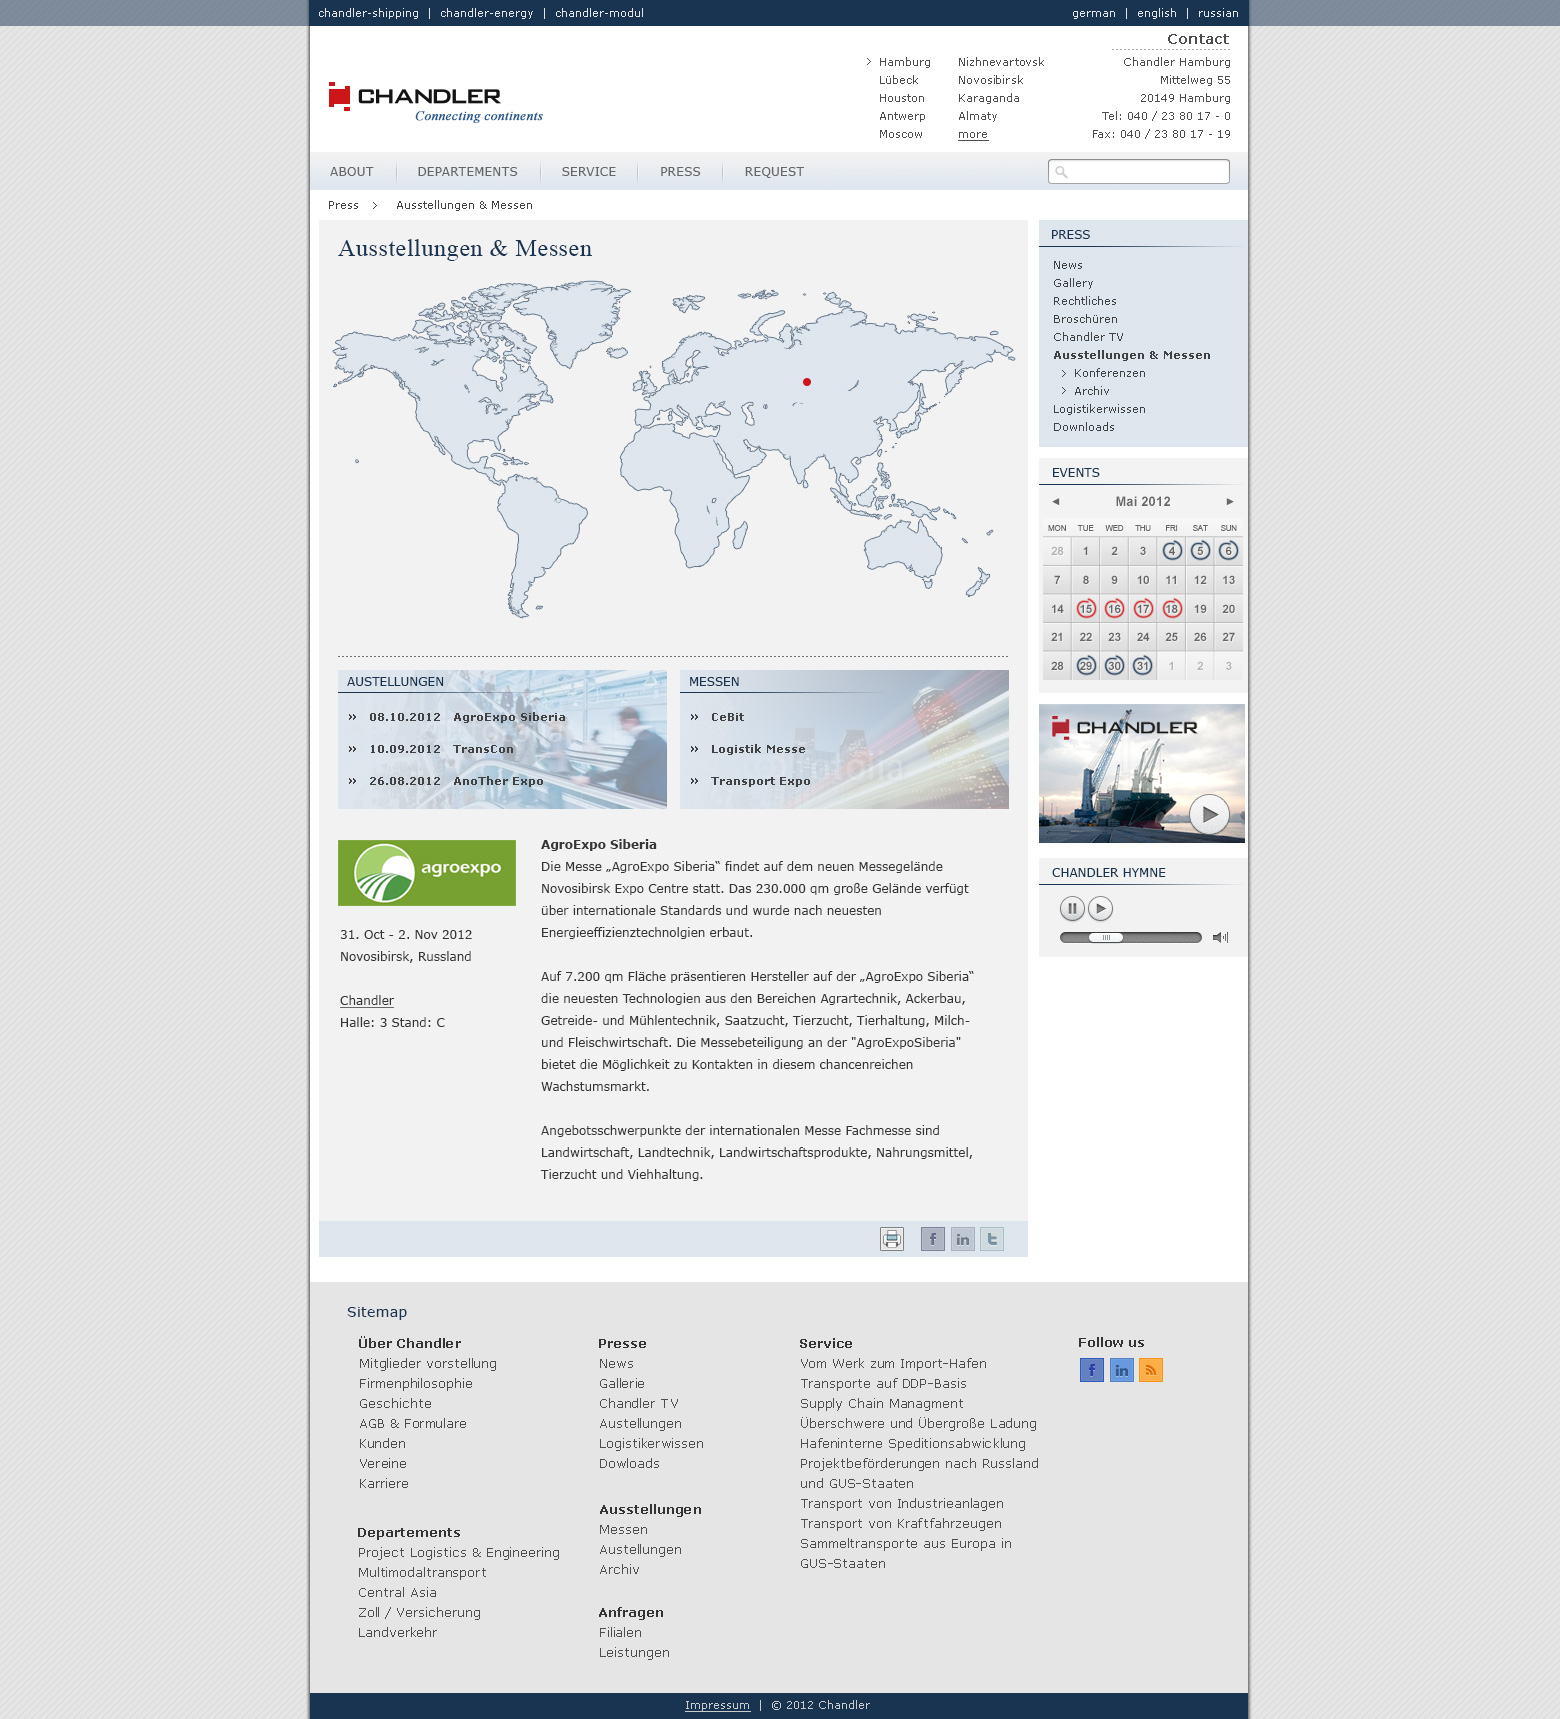 chandler-shipping | chandler-energy | chandler-modul
german | english | russian
Contact
Hamburg
Lübeck
Houston
Antwerp
Moscow
Nizhnevartovsk
Novosibirsk
Karaganda
Almaty
more
Chandler Hamburg
Mittelweg 55
20149 Hamburg
Tel: 040 / 23 80 17 - 0
Fax: 040 / 23 80 17 - 19
CHANDLER
Connecting continents
ABOUT
DEPARTEMENTS
SERVICE
PRESS
REQUEST
Press > Ausstellungen & Messen
Ausstellungen & Messen
AUSTELLUNGEN
» 08.10.2012 AgroExpo Siberia
» 10.09.2012 TransCon
» 26.08.2012 AnoTher Expo
MESSEN
» CeBit
» Logistik Messe
» Transport Expo
agroexpo
31. Oct - 2. Nov 2012
Novosibirsk, Russland
Chandler
Halle: 3 Stand: C
AgroExpo Siberia
Die Messe „AgroExpo Siberia“ findet auf dem neuen Messegelände
Novosibirsk Expo Centre statt. Das 230.000 qm große Gelände verfügt
über internationale Standards und wurde nach neuesten
Energieeffizienztechnolgien erbaut.
Auf 7.200 qm Fläche präsentieren Hersteller auf der „AgroExpo Siberia“
die neuesten Technologien aus den Bereichen Agrartechnik, Ackerbau,
Getreide- und Mühlentechnik, Saatzucht, Tierzucht, Tierhaltung, Milch-
und Fleischwirtschaft. Die Messebeteiligung an der "AgroExpoSiberia"
bietet die Möglichkeit zu Kontakten in diesem chancenreichen
Wachstumsmarkt.
Angebotsschwerpunkte der internationalen Messe Fachmesse sind
Landwirtschaft, Landtechnik, Landwirtschaftsprodukte, Nahrungsmittel,
Tierzucht und Viehhaltung.
PRESS
News
Gallery
Rechtliches
Broschüren
Chandler TV
Ausstellungen & Messen
> Konferenzen
> Archiv
Logistikerwissen
Downloads
EVENTS
Mai 2012
MON TUE WED THU FRI SAT SUN
28 1 2 3 4 5 6
7 8 9 10 11 12 13
14 15 16 17 18 19 20
21 22 23 24 25 26 27
28 29 30 31 1 2 3
CHANDLER
CHANDLER HYMNE
f in t
Sitemap
Über Chandler
Mitglieder vorstellung
Firmenphilosophie
Geschichte
AGB & Formulare
Kunden
Vereine
Karriere
Departements
Project Logistics & Engineering
Multimodaltransport
Central Asia
Zoll / Versicherung
Landverkehr
Presse
News
Gallerie
Chandler TV
Austellungen
Logistikerwissen
Dowloads
Ausstellungen
Messen
Austellungen
Archiv
Anfragen
Filialen
Leistungen
Service
Vom Werk zum Import-Hafen
Transporte auf DDP-Basis
Supply Chain Managment
Überschwere und Übergroße Ladung
Hafeninterne Speditionsabwicklung
Projektbeförderungen nach Russland
und GUS-Staaten
Transport von Industrieanlagen
Transport von Kraftfahrzeugen
Sammeltransporte aus Europa in
GUS-Staaten
Follow us
f in
Impressum | © 2012 Chandler